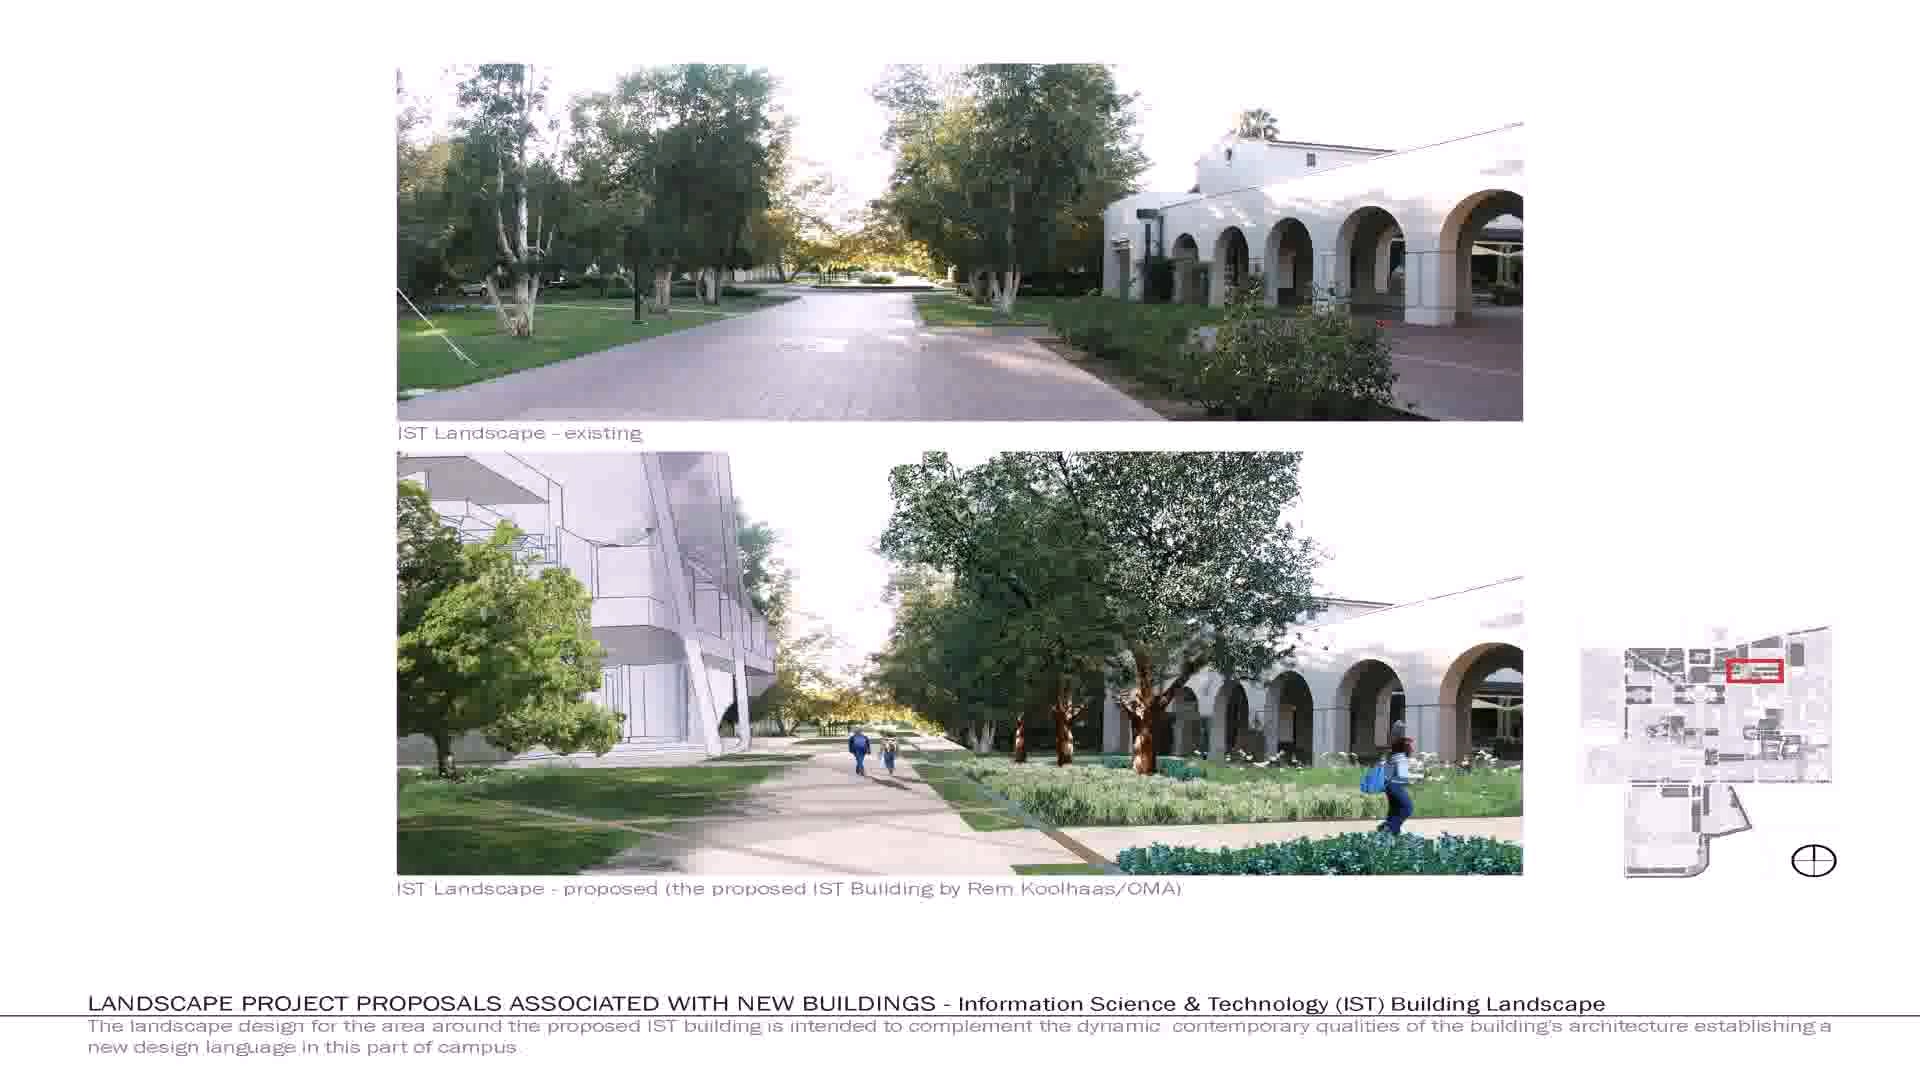 IST Landscape - existing
IST Landscape - proposed (the proposed IST Building by Rem Koolhaas/OMA)
LANDSCAPE PROJECT PROPOSALS ASSOCIATED WITH NEW BUILDINGS - Information Science & Technology (IST) Building Landscape
The landscape design for the area around the proposed IST building is intended to complement the dynamic contemporary qualities of the building's architecture establishing a
new design language in this part of campus.